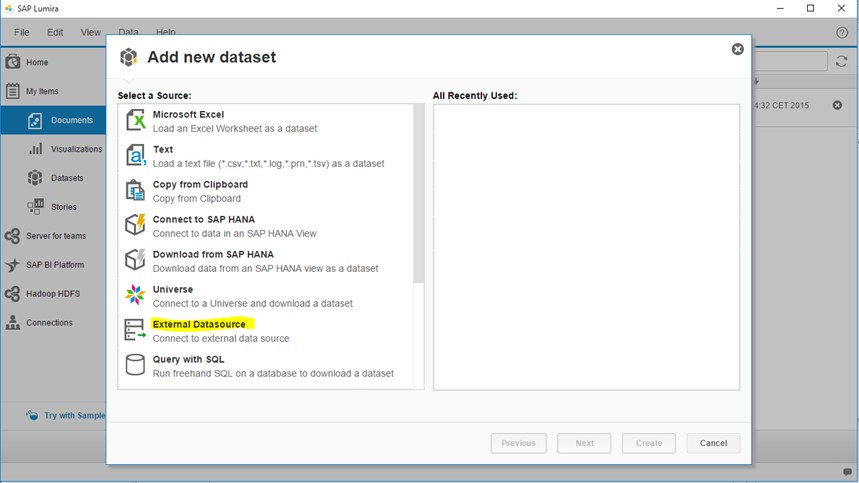 SAP Lumira
File Edit View Data Help
Home
My Items
Documents
Visualizations
Datasets
Stories
Server for teams
SAP BI Platform
Hadoop HDFS
Connections
Try with Sample
4:32 CET 2015
Add new dataset
Select a Source:
Microsoft Excel
Load an Excel Worksheet as a dataset
Text
Load a text file (*.csv;*.txt,*.log,*.prn,*.tsv) as a dataset
Copy from Clipboard
Copy from Clipboard
Connect to SAP HANA
Connect to data in an SAP HANA View
Download from SAP HANA
Download data from an SAP HANA view as a dataset
Universe
Connect to a Universe and download a dataset
External Datasource
Connect to external data source
Query with SQL
Run freehand SQL on a database to download a dataset
All Recently Used:
Previous Next Create Cancel